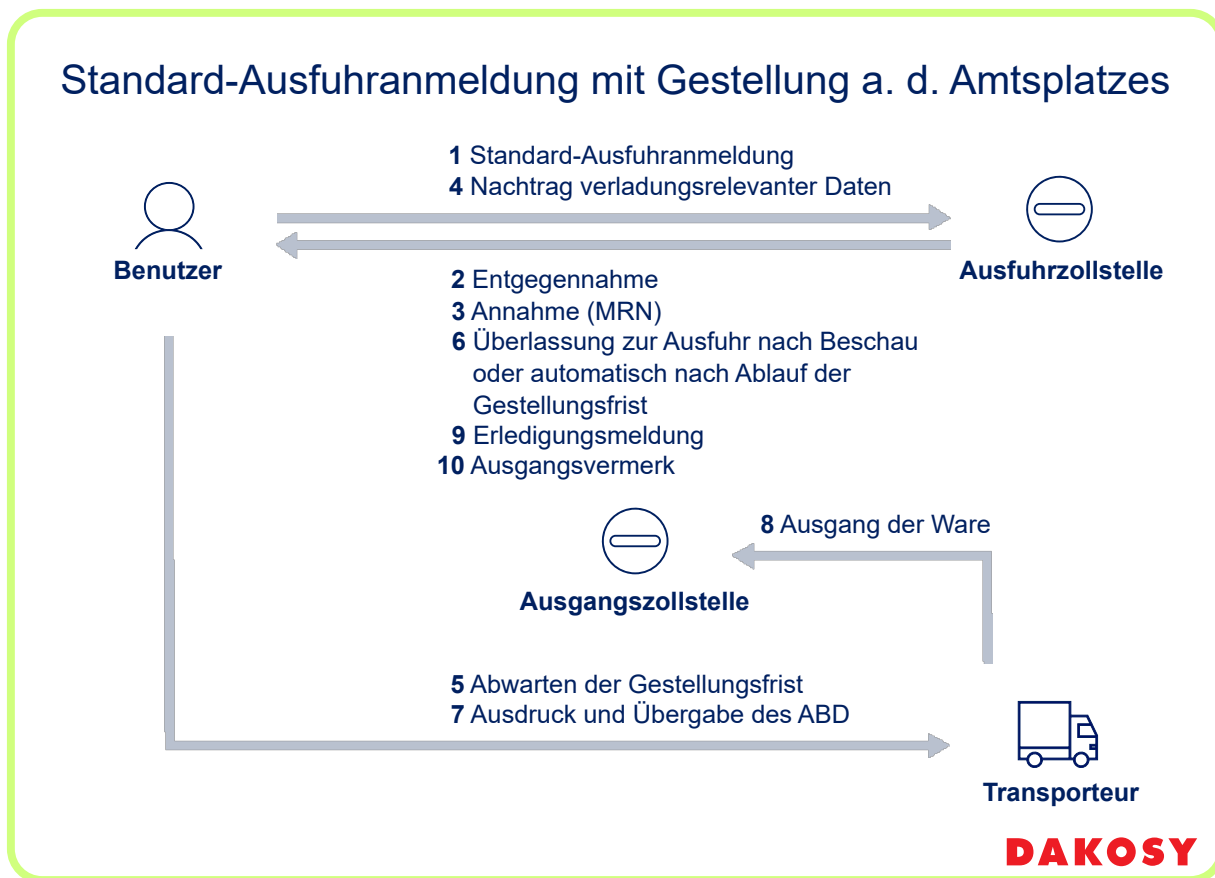 Standard-Ausfuhranmeldung mit Gestellung a. d. Amtsplatzes
1 Standard-Ausfuhranmeldung
4 Nachtrag verladungsrelevanter Daten
Benutzer
Ausfuhrzollstelle
2 Entgegennahme
3 Annahme (MRN)
6 Überlassung zur Ausfuhr nach Beschau
oder automatisch nach Ablauf der
Gestellungsfrist
9 Erledigungsmeldung
10 Ausgangsvermerk
8 Ausgang der Ware
Ausgangszollstelle
5 Abwarten der Gestellungsfrist
7 Ausdruck und Übergabe des ABD
Transporteur
DAKOSY